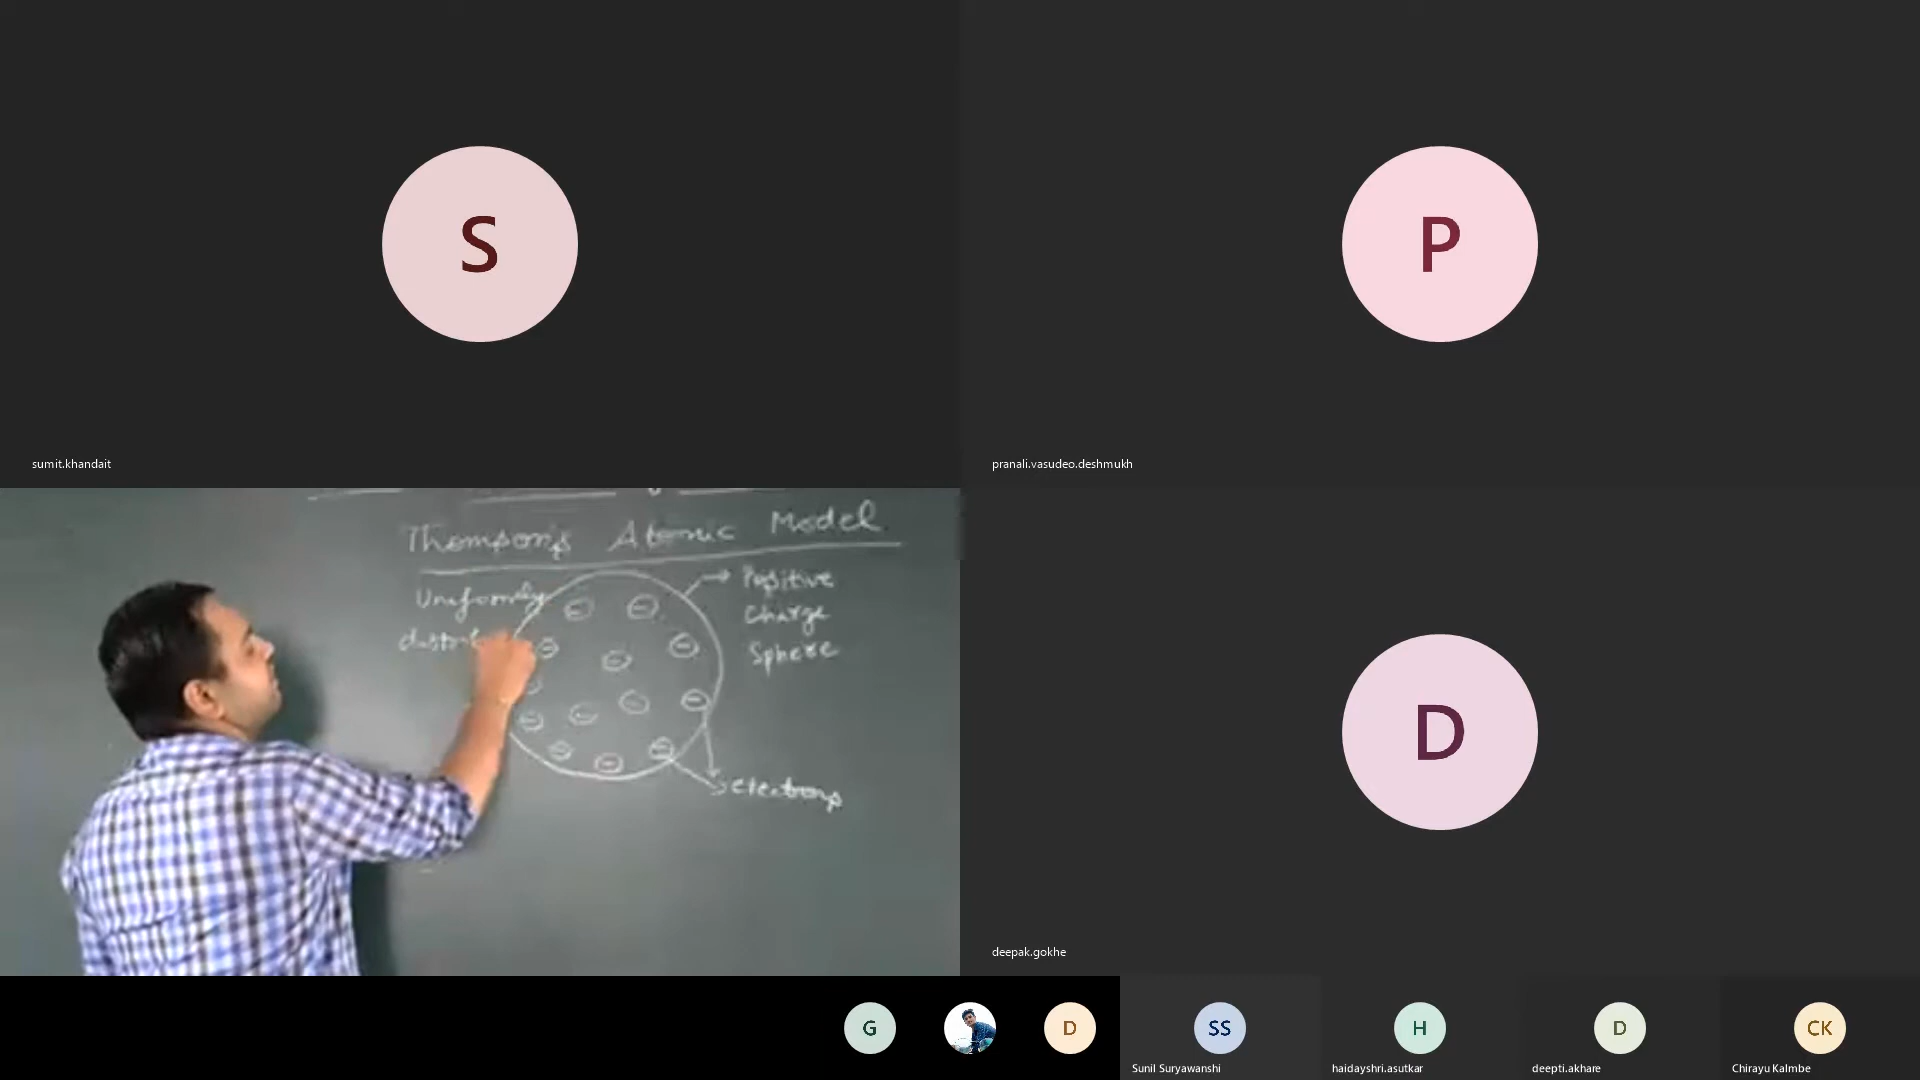 S
P
sumit.khandait
pranali.vasudeo.deshmukh
Thompson's Atomic Model
Uniformly
Positive
Charge
Sphere
electrons
D
deepak.gokhe
G
D
SS
H
D
CK
Sunil Suryawanshi
haidayshri.asutkar
deepti.akhare
Chirayu Kalmbe